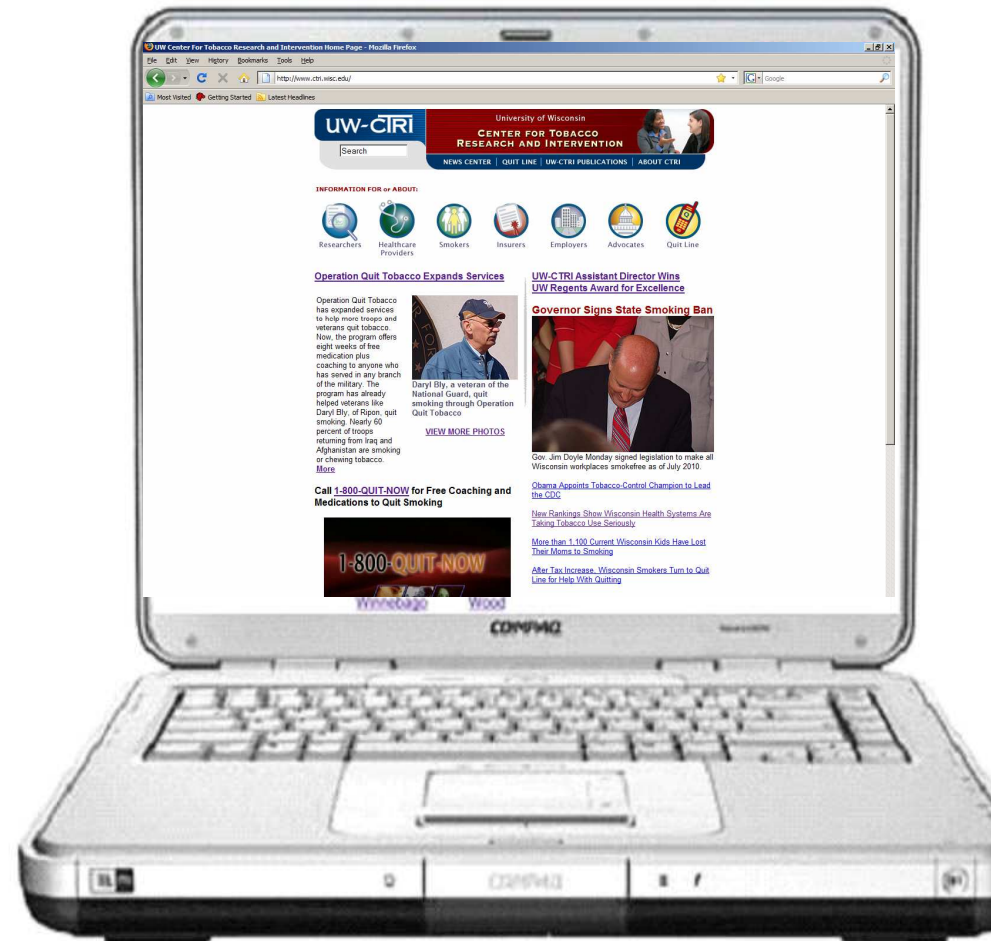 UW Center For Tobacco Research and Intervention Home Page - Mozilla Firefox
File Edit View History Bookmarks Tools Help
http://www.ctri.wisc.edu/
Google
Most Visited Getting Started Latest Headlines
UW-CTRI
Search
University of Wisconsin
CENTER FOR TOBACCO
RESEARCH AND INTERVENTION
NEWS CENTER | QUIT LINE | UW-CTRI PUBLICATIONS | ABOUT CTRI
INFORMATION FOR or ABOUT:
Researchers
Healthcare
Providers
Smokers
Insurers
Employers
Advocates
Quit Line
Operation Quit Tobacco Expands Services
Operation Quit Tobacco
has expanded services
to help more troops and
veterans quit tobacco.
Now, the program offers
eight weeks of free
medication plus
coaching to anyone who
has served in any branch
of the military. The
program has already
helped veterans like
Daryl Bly, of Ripon, quit
smoking. Nearly 60
percent of troops
returning from Iraq and
Afghanistan are smoking
or chewing tobacco.
More
Daryl Bly, a veteran of the
National Guard, quit
smoking through Operation
Quit Tobacco
VIEW MORE PHOTOS
Call 1-800-QUIT-NOW for Free Coaching and
Medications to Quit Smoking
1-800-QUIT-NOW
UW-CTRI Assistant Director Wins
UW Regents Award for Excellence
Governor Signs State Smoking Ban
Gov. Jim Doyle Monday signed legislation to make all
Wisconsin workplaces smokefree as of July 2010.
Obama Appoints Tobacco-Control Champion to Lead
the CDC
New Rankings Show Wisconsin Health Systems Are
Taking Tobacco Use Seriously
More than 1,100 Current Wisconsin Kids Have Lost
Their Moms to Smoking
After Tax Increase, Wisconsin Smokers Turn to Quit
Line for Help With Quitting
Winnebago Wood
COMPAQ
COMPAQ